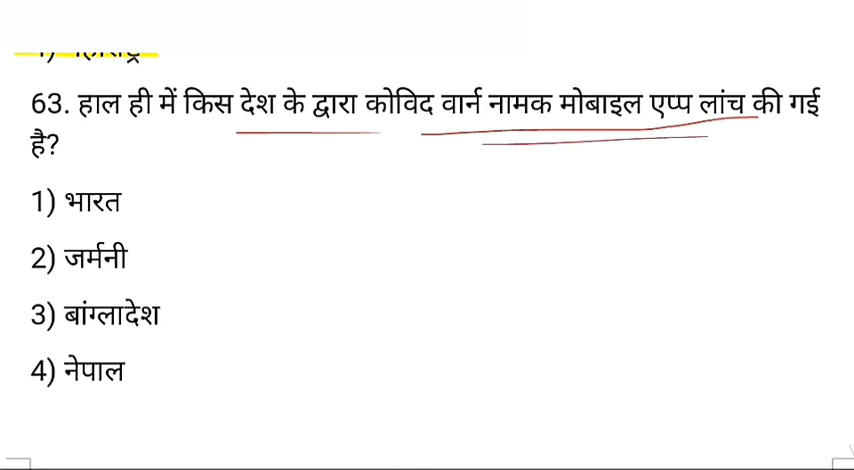 63. हाल ही में किस देश के द्वारा कोविद वार्न नामक मोबाइल एप्प लांच की गई
है?
1) भारत
2) जर्मनी
3) बांग्लादेश
4) नेपाल